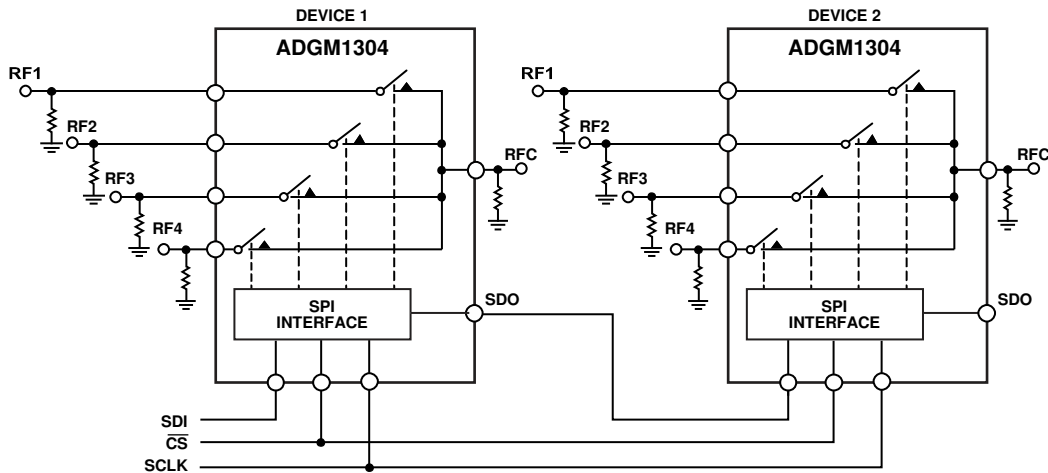 DEVICE 1
ADGM1304
RF1
RF2
RF3
RF4
RFC
SPI
INTERFACE
SDO
DEVICE 2
ADGM1304
RF1
RF2
RF3
RF4
RFC
SPI
INTERFACE
SDO
SDI
CS
SCLK